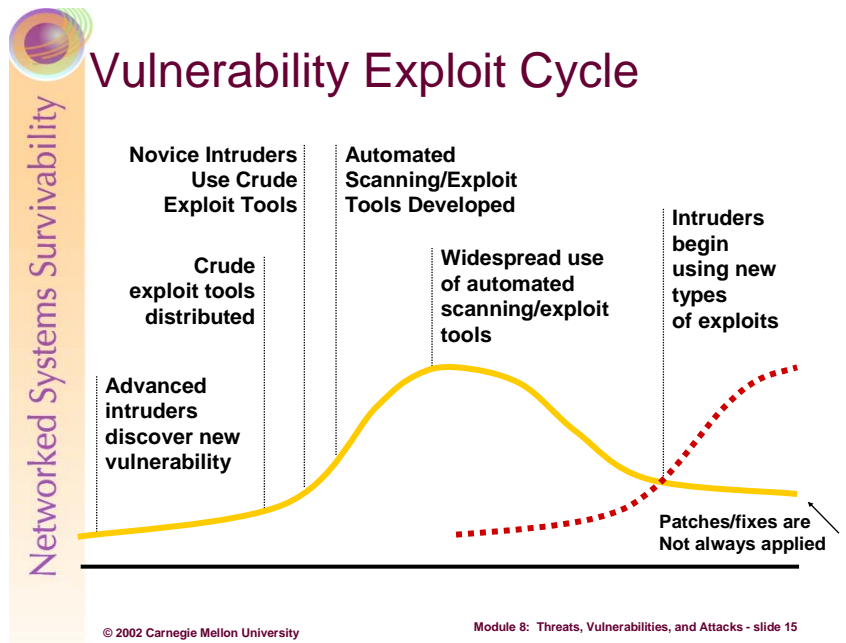 Vulnerability Exploit Cycle
Networked Systems Survivability
Novice Intruders
Use Crude
Exploit Tools
Automated
Scanning/Exploit
Tools Developed
Intruders
begin
using new
types
of exploits
Crude
exploit tools
distributed
Widespread use
of automated
scanning/exploit
tools
Advanced
intruders
discover new
vulnerability
Patches/fixes are
Not always applied
© 2002 Carnegie Mellon University
Module 8: Threats, Vulnerabilities, and Attacks - slide 15